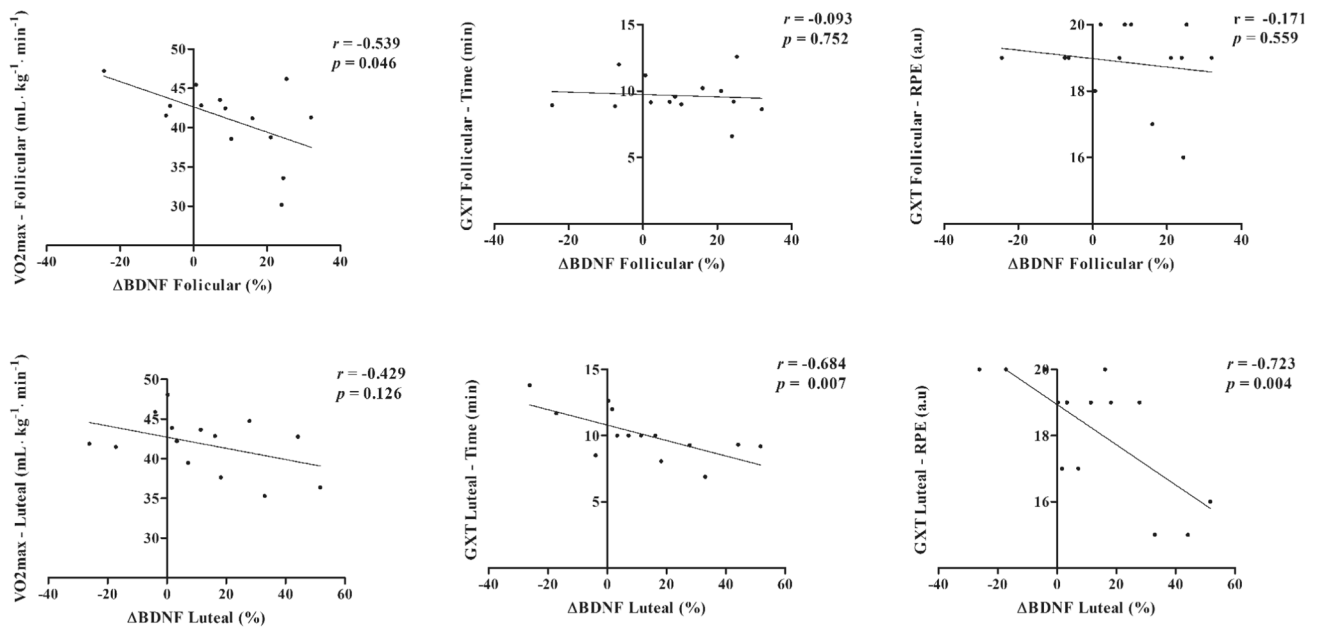 VO2max - Follicular (mL· kg-1· min-1)
50
45
40
35
30
-40
-20
0
20
40
ΔBDNF Folicular (%)
r = -0.539
p = 0.046
GXT Follicular - Time (min)
15
10
5
-40
-20
0
20
40
ΔBDNF Follicular (%)
r = -0.093
p = 0.752
GXT Follicular - RPE (a.u)
20
18
16
-40
-20
0
20
40
ΔBDNF Follicular (%)
r = -0.171
p = 0.559
VO2max - Luteal (mL· kg-1· min-1)
50
45
40
35
30
-40
-20
0
20
40
60
ΔBDNF Luteal (%)
r = -0.429
p = 0.126
GXT Luteal - Time (min)
15
10
5
-40
-20
0
20
40
60
ΔBDNF Luteal (%)
r = -0.684
p = 0.007
GXT Luteal - RPE (a.u)
20
18
16
-40
-20
0
20
40
60
ΔBDNF Luteal (%)
r = -0.723
p = 0.004